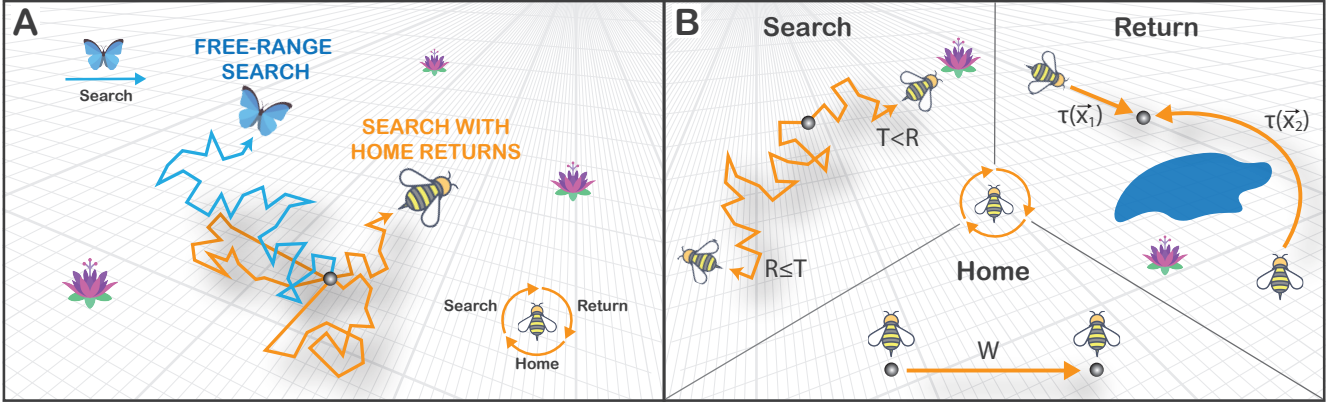 A
Search
FREE-RANGE
SEARCH
SEARCH WITH
HOME RETURNS
Search
Return
Home
B
Search
T<R
R≤T
Return
τ(x⃗₁)
τ(x⃗₂)
Home
W